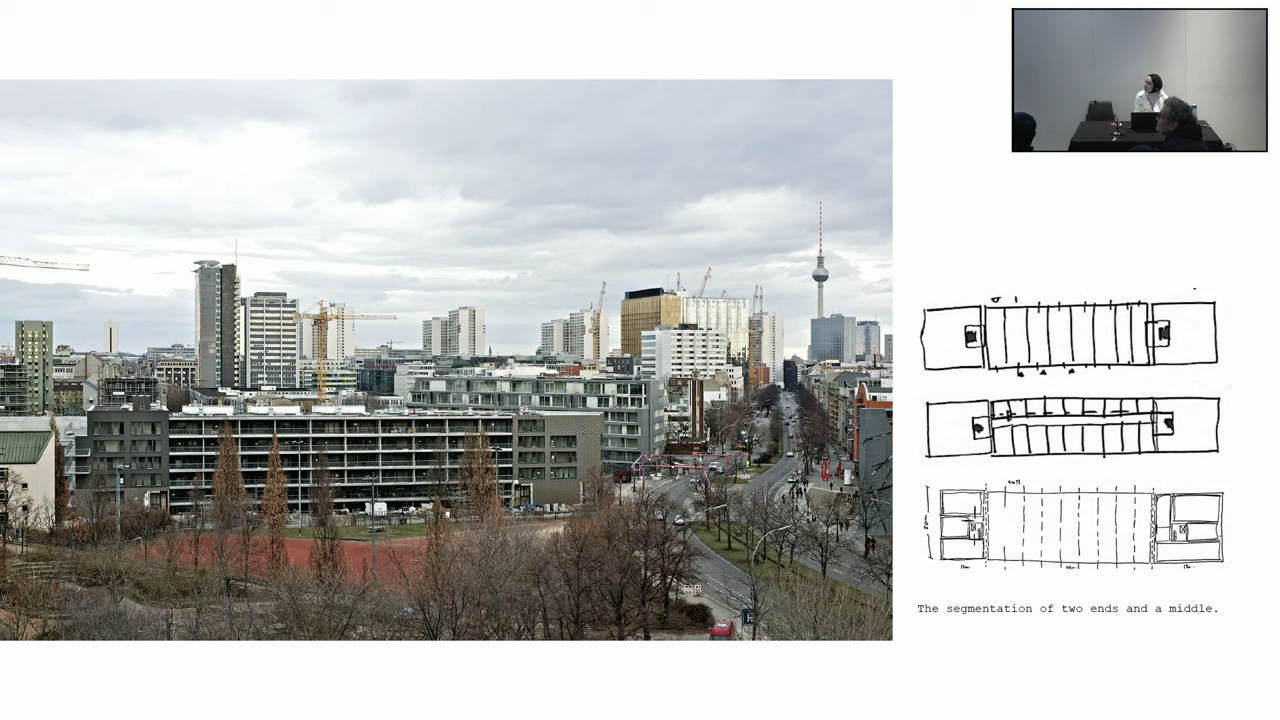 The segmentation of two ends and a middle.